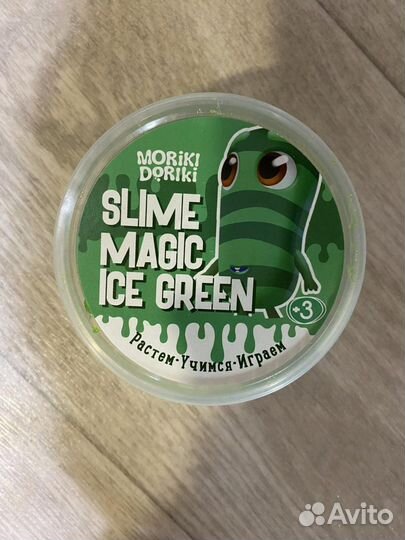 MORIKI
DORIKI
SLIME
MAGIC
ICE GREEN
+3
Растем-Учимся-Играем
Avito